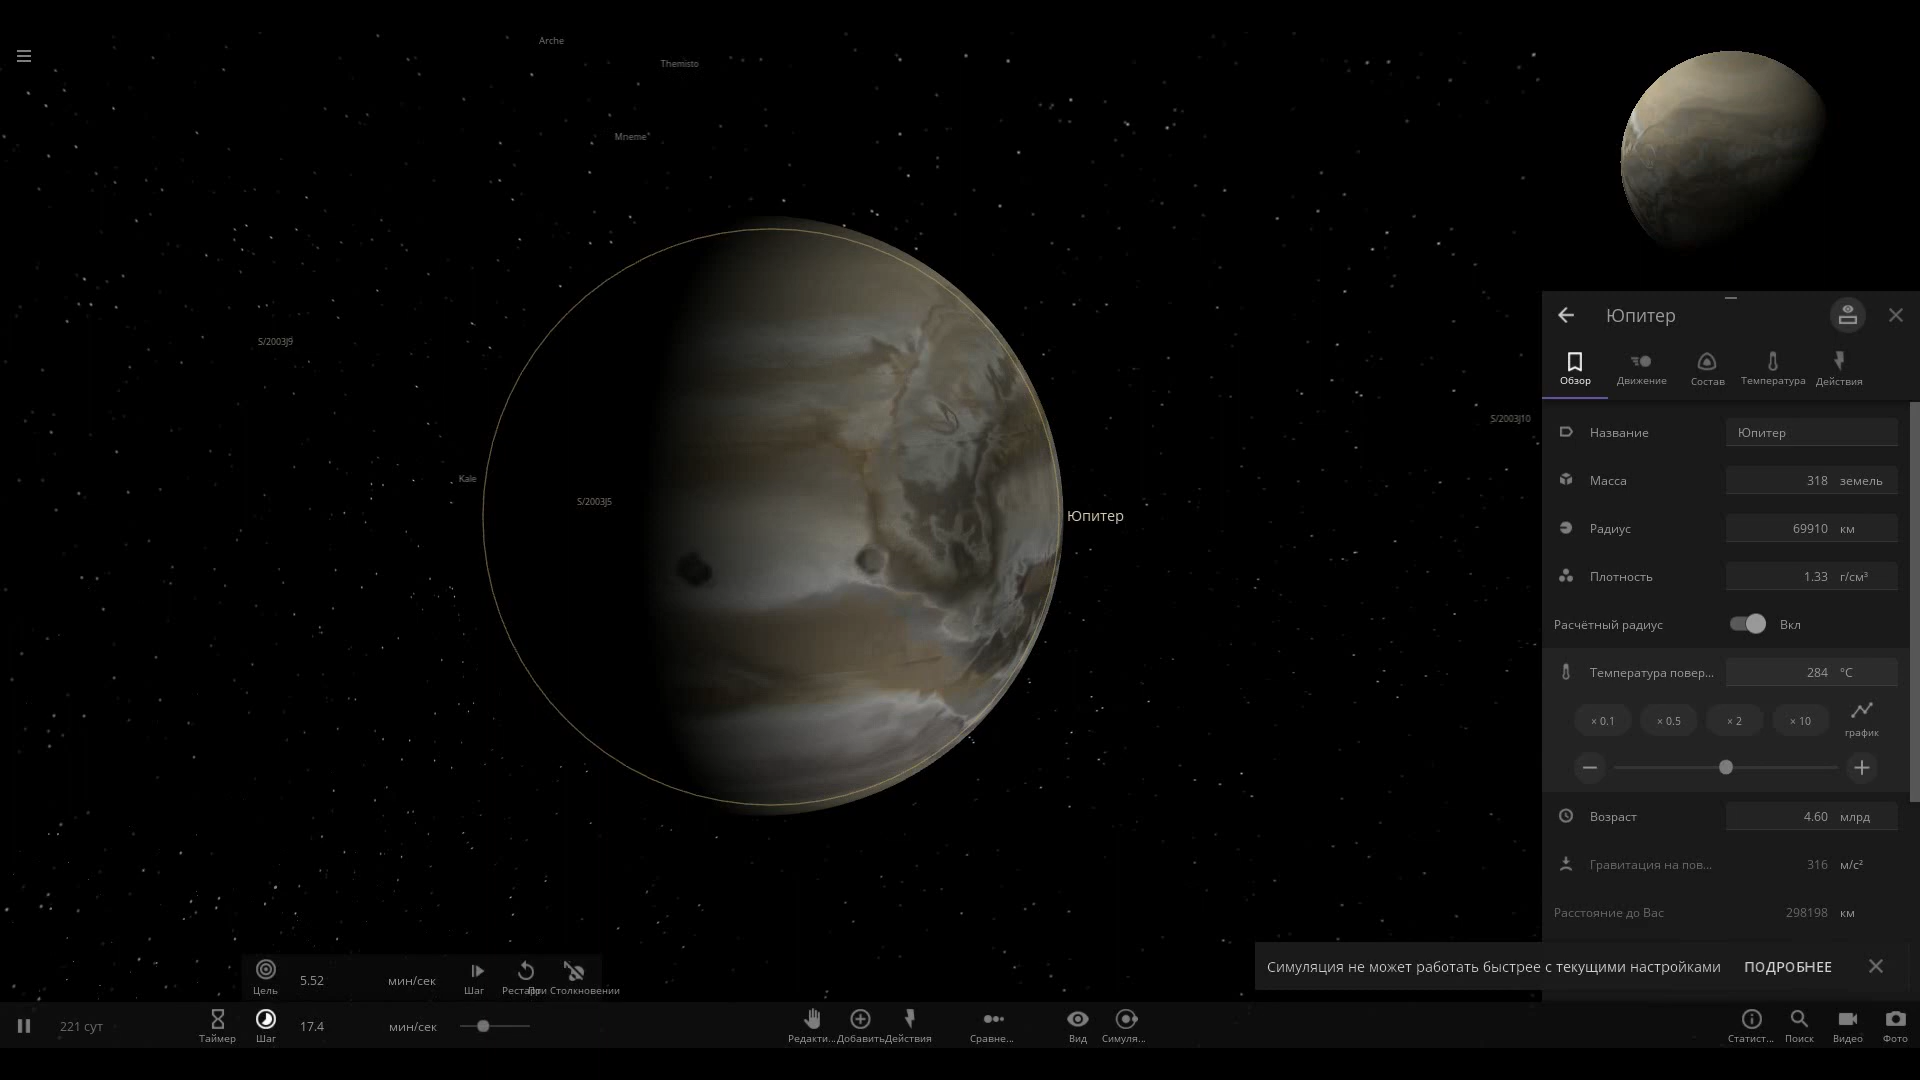 Arche
Themisto
Mneme
S/2003J9
S/2003J10
Kale
S/2003J5
Юпитер
Юпитер
Обзор
Движение
Состав
Температура
Действия
Название
Юпитер
Масса
318 земель
Радиус
69910 км
Плотность
1.33 г/см³
Расчётный радиус
Вкл
Температура повер...
284 °C
× 0.1
× 0.5
× 2
× 10
график
Возраст
4.60 млрд
Гравитация на пов...
316 м/с²
Расстояние до Вас
298198 км
Симуляция не может работать быстрее с текущими настройками
ПОДРОБНЕЕ
Цель
5.52 мин/сек
Шаг
Столкновении
221 сут
Таймер
Шаг
17.4 мин/сек
Редакти...
Добавить
Действия
Сравне...
Вид
Симуля...
Статист...
Поиск
Видео
Фото